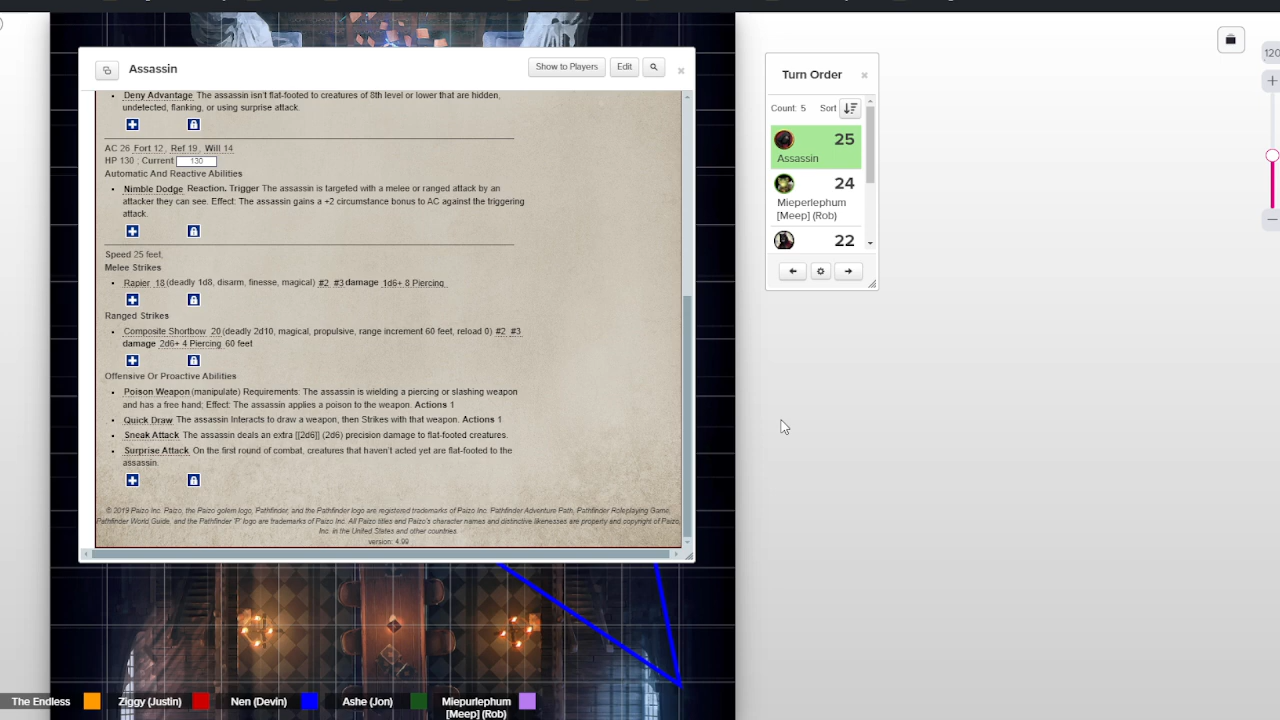 Assassin
Show to Players
Edit
Deny Advantage The assassin isn't flat-footed to creatures of 8th level or lower that are hidden,
undetected, flanking, or using surprise attack.
AC 26 Fort 12, Ref 19, Will 14
HP 130 ; Current 130
Automatic And Reactive Abilities
Nimble Dodge Reaction. Trigger The assassin is targeted with a melee or ranged attack by an
attacker they can see. Effect: The assassin gains a +2 circumstance bonus to AC against the triggering
attack.
Speed 25 feet,
Melee Strikes
Rapier 18 (deadly 1d8, disarm, finesse, magical) #2 #3 damage 1d6+ 8 Piercing
Ranged Strikes
Composite Shortbow 20 (deadly 2d10, magical, propulsive, range increment 60 feet, reload 0) #2 #3
damage 2d6+ 4 Piercing 60 feet
Offensive Or Proactive Abilities
Poison Weapon (manipulate) Requirements: The assassin is wielding a piercing or slashing weapon
and has a free hand; Effect: The assassin applies a poison to the weapon. Actions 1
Quick Draw The assassin Interacts to draw a weapon, then Strikes with that weapon. Actions 1
Sneak Attack The assassin deals an extra [[2d6]] (2d6) precision damage to flat-footed creatures.
Surprise Attack On the first round of combat, creatures that haven't acted yet are flat-footed to the
assassin.
© 2019 Paizo Inc. Paizo, the Paizo golem logo, Pathfinder, and the Pathfinder logo are registered trademarks of Paizo Inc. Pathfinder Adventure Path, Pathfinder Roleplaying Game,
Pathfinder World Guide, and the Pathfinder 'P' logo are trademarks of Paizo Inc. All Paizo titles and Paizo's character names and distinctive likenesses are property and copyright of Paizo,
Inc. in the United States and other countries.
version: 4.99
Turn Order
Count: 5 Sort
25
Assassin
24
Mieperlephum
[Meep] (Rob)
22
120
The Endless
Ziggy (Justin)
Nen (Devin)
Ashe (Jon)
Miepurlephum
[Meep] (Rob)